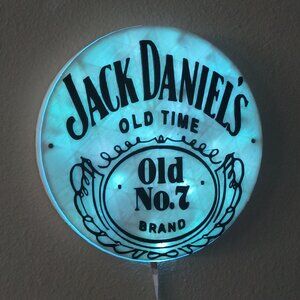 JACK DANIEL'S
OLD TIME
Old
No.7
BRAND